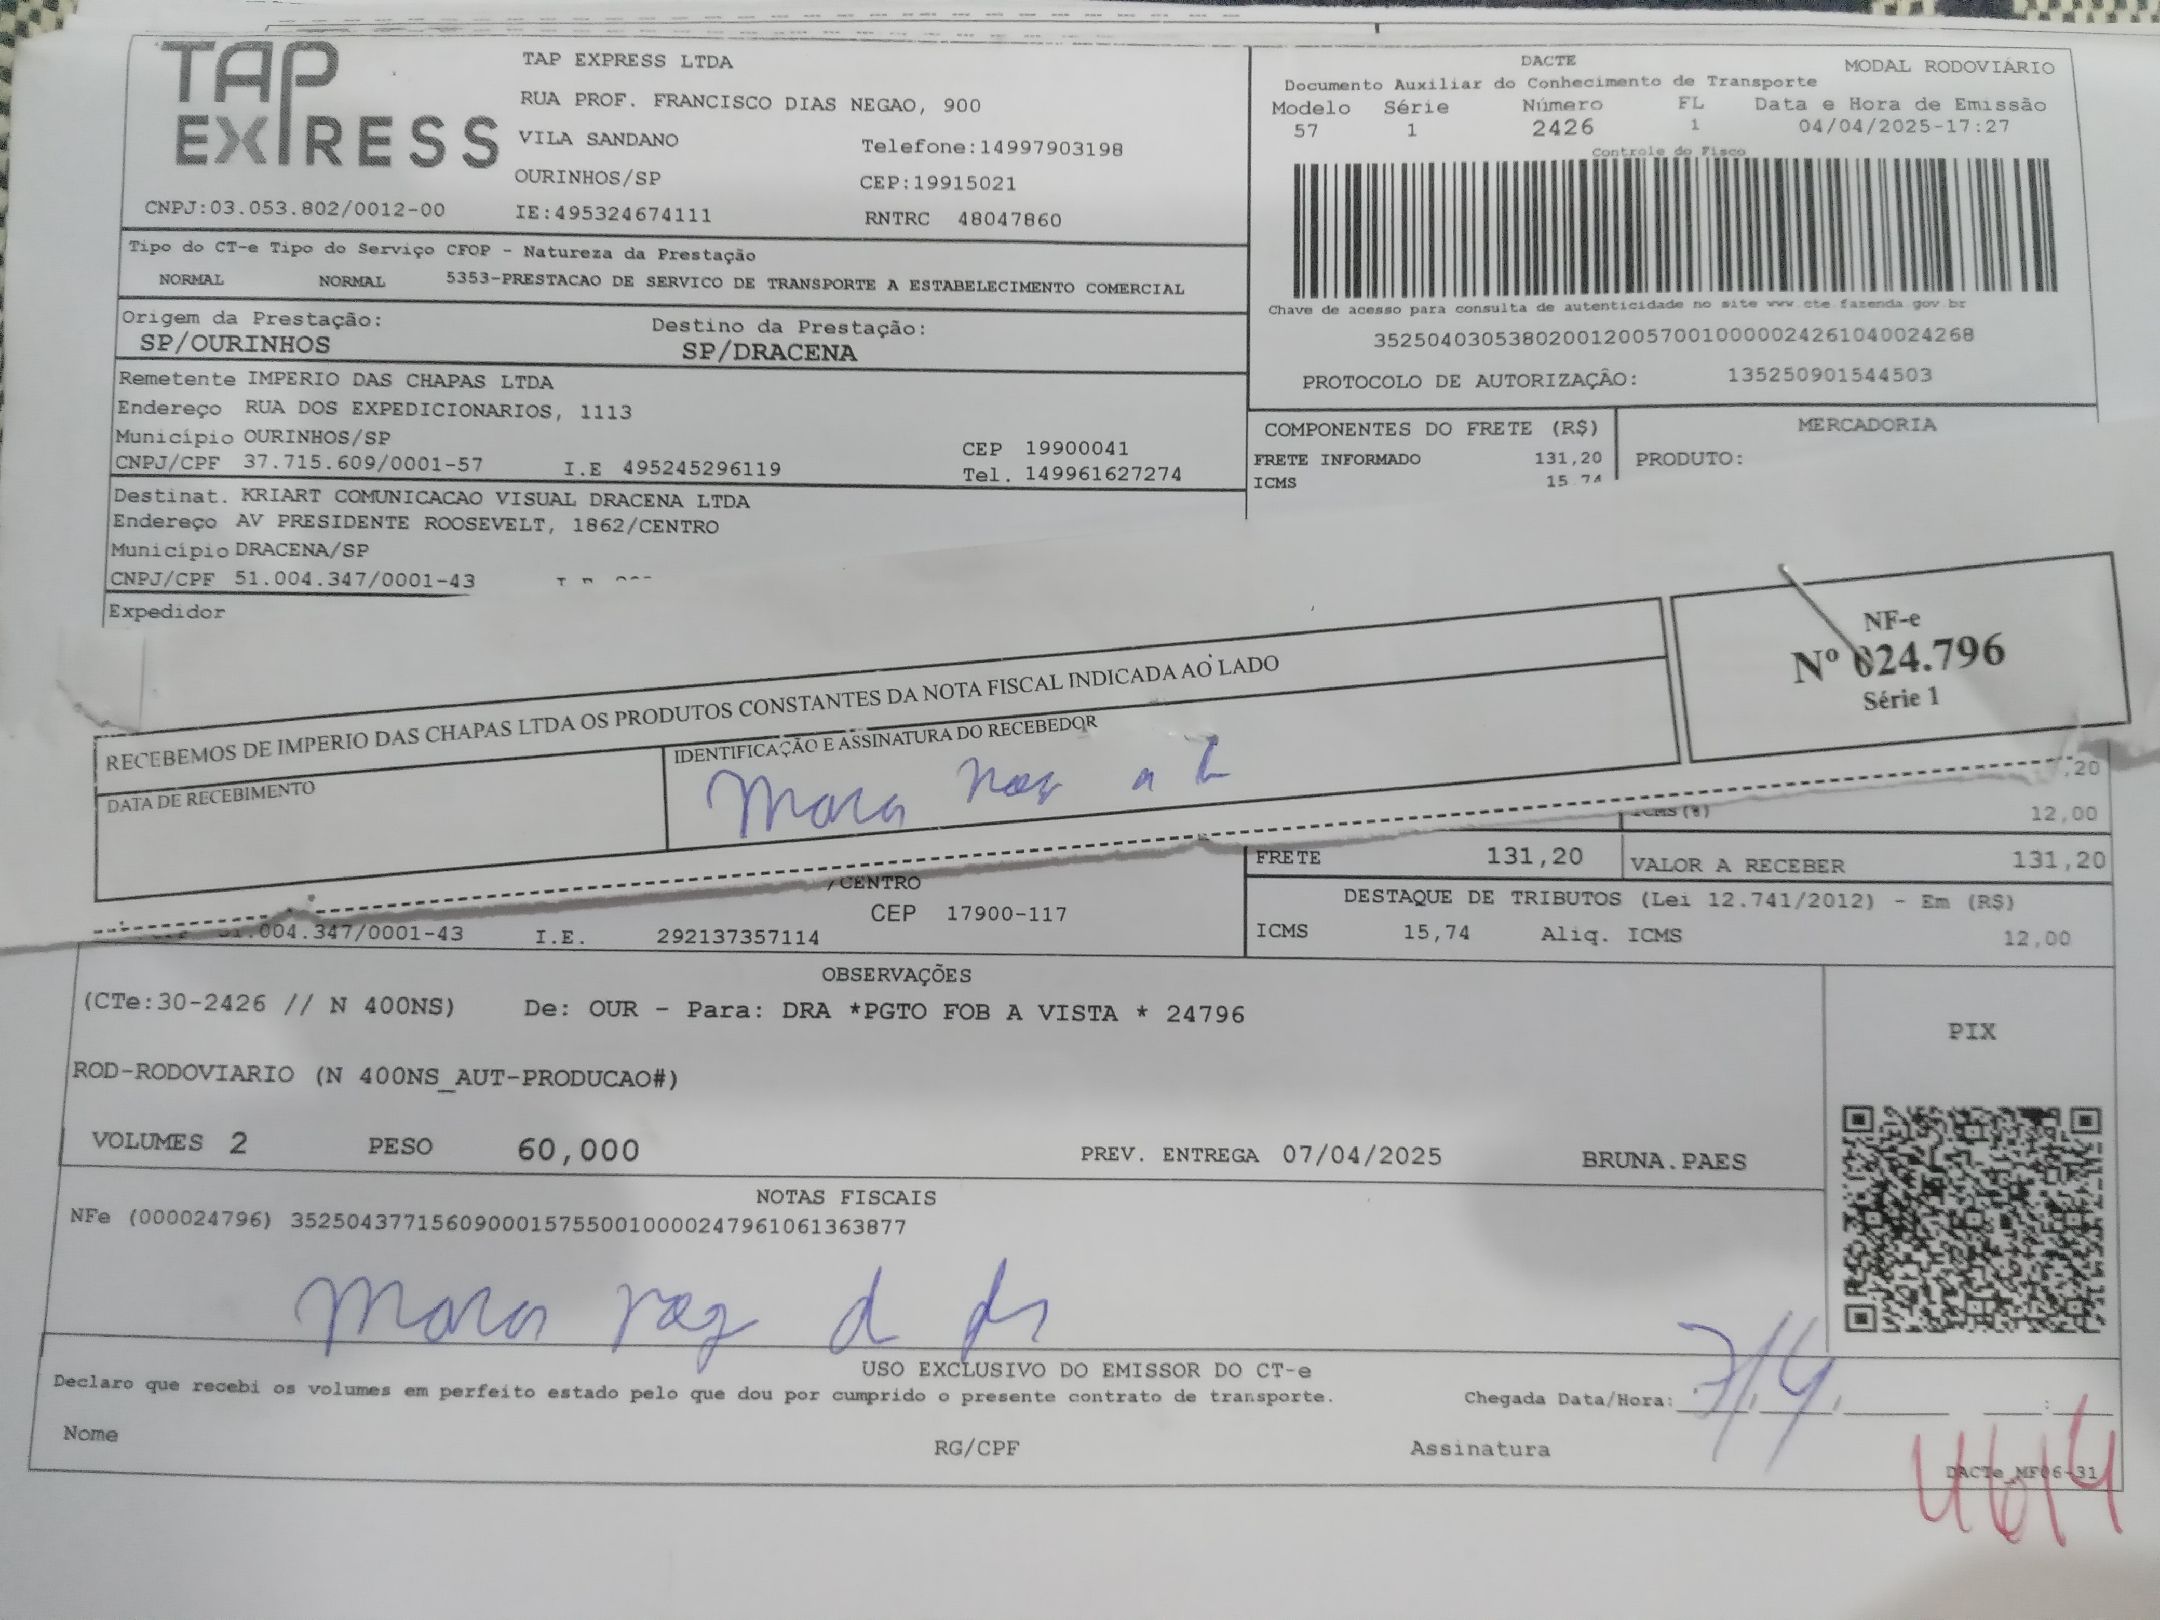 TAP EXPRESS
TAP EXPRESS LTDA
RUA PROF. FRANCISCO DIAS NEGAO, 900
VILA SANDANO Telefone:14997903198
OURINHOS/SP CEP:19915021
CNPJ:03.053.802/0012-00 IE:495324674111 RNTRC 48047860
DACTE MODAL RODOVIÁRIO
Documento Auxiliar do Conhecimento de Transporte
Modelo Série Número FL Data e Hora de Emissão
57 1 2426 1 04/04/2025-17:27
Controle do Fisco
Chave de acesso para consulta de autenticidade no site www.cte.fazenda.gov.br
35250403053802001200570010000024261040024268
PROTOCOLO DE AUTORIZAÇÃO: 135250901544503
Tipo do CT-e Tipo do Serviço CFOP - Natureza da Prestação
NORMAL NORMAL 5353-PRESTACAO DE SERVICO DE TRANSPORTE A ESTABELECIMENTO COMERCIAL
Origem da Prestação: Destino da Prestação:
SP/OURINHOS SP/DRACENA
Remetente IMPERIO DAS CHAPAS LTDA
Endereço RUA DOS EXPEDICIONARIOS, 1113
Município OURINHOS/SP CEP 19900041
CNPJ/CPF 37.715.609/0001-57 I.E 495245296119 Tel. 149961627274
COMPONENTES DO FRETE (R$) MERCADORIA
FRETE INFORMADO 131,20 PRODUTO:
ICMS 15,74
Destinat. KRIART COMUNICACAO VISUAL DRACENA LTDA
Endereço AV PRESIDENTE ROOSEVELT, 1862/CENTRO
Município DRACENA/SP
CNPJ/CPF 51.004.347/0001-43
Expedidor
RECEBEMOS DE IMPERIO DAS CHAPAS LTDA OS PRODUTOS CONSTANTES DA NOTA FISCAL INDICADA AO LADO
NF-e
Nº 024.796
Série 1
DATA DE RECEBIMENTO IDENTIFICAÇÃO E ASSINATURA DO RECEBEDOR
,20
ICMS(%) 12,00
FRETE 131,20 VALOR A RECEBER 131,20
/CENTRO
CEP 17900-117
.004.347/0001-43 I.E. 292137357114
DESTAQUE DE TRIBUTOS (Lei 12.741/2012) - Em (R$)
ICMS 15,74 Aliq. ICMS 12,00
OBSERVAÇÕES
(CTe:30-2426 // N 400NS) De: OUR - Para: DRA *PGTO FOB A VISTA * 24796
PIX
ROD-RODOVIARIO (N 400NS_AUT-PRODUCAO#)
VOLUMES 2 PESO 60,000 PREV. ENTREGA 07/04/2025 BRUNA.PAES
NOTAS FISCAIS
NFe (000024796) 35250437715609000157550010000247961061363877
USO EXCLUSIVO DO EMISSOR DO CT-e
Declaro que recebi os volumes em perfeito estado pelo que dou por cumprido o presente contrato de transporte. Chegada Data/Hora: 7/4
Nome RG/CPF Assinatura
DACTe_MF06-31